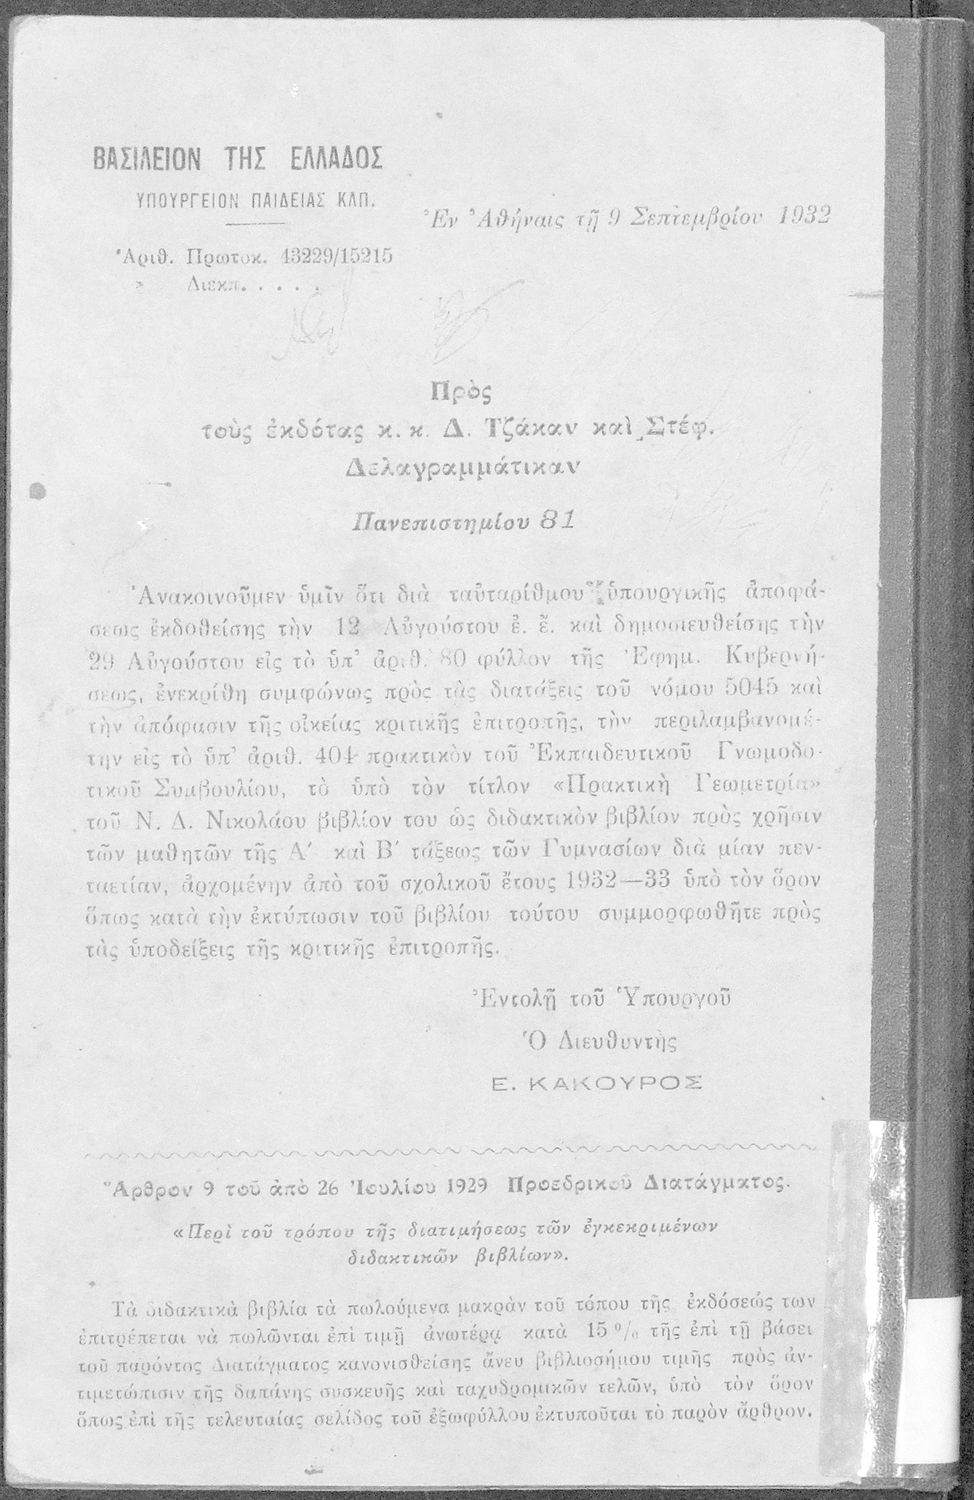 ΒΑΣΙΛΕΙΟΝ ΤΗΣ ΕΛΛΑΔΟΣ
ΥΠΟΥΡΓΕΙΟΝ ΠΑΙΔΕΙΑΣ ΚΛΠ.
Ἐν Ἀθήναις τῇ 9 Σεπτεμβρίου 1932
Ἀριθ. Πρωτοκ. 43229/15215
» Διεκπ. . . . .
Πρὸς
τοὺς ἐκδότας κ. κ. Δ. Τζάκαν καὶ Στέφ.
Δελαγραμμάτικαν
Πανεπιστημίου 81
Ἀνακοινοῦμεν ὑμῖν ὅτι διὰ ταὐταρίθμου ὑπουργικῆς ἀποφά-
σεως ἐκδοθείσης τὴν 12 Αὐγούστου ἐ. ἔ. καὶ δημοσιευθείσης τὴν
29 Αὐγούστου εἰς τὸ ὑπ' ἀριθ. 80 φύλλον τῆς Ἐφημ. Κυβερνή-
σεως, ἐνεκρίθη συμφώνως πρὸς τὰς διατάξεις τοῦ νόμου 5045 καὶ
τὴν ἀπόφασιν τῆς οἰκείας κριτικῆς ἐπιτροπῆς, τὴν περιλαμβανομέ-
την εἰς τὸ ὑπ' ἀριθ. 404 πρακτικὸν τοῦ Ἐκπαιδευτικοῦ Γνωμοδο-
τικοῦ Συμβουλίου, τὸ ὑπὸ τὸν τίτλον «Πρακτικὴ Γεωμετρία»
τοῦ Ν. Δ. Νικολάου βιβλίον του ὡς διδακτικὸν βιβλίον πρὸς χρῆσιν
τῶν μαθητῶν τῆς Α' καὶ Β' τάξεως τῶν Γυμνασίων διὰ μίαν πεν-
ταετίαν, ἀρχομένην ἀπὸ τοῦ σχολικοῦ ἔτους 1932—33 ὑπὸ τὸν ὅρον
ὅπως κατὰ τὴν ἐκτύπωσιν τοῦ βιβλίου τούτου συμμορφωθῆτε πρὸς
τὰς ὑποδείξεις τῆς κριτικῆς ἐπιτροπῆς.
Ἐντολῇ τοῦ Ὑπουργοῦ
Ὁ Διευθυντὴς
Ε. ΚΑΚΟΥΡΟΣ
Ἄρθρον 9 τοῦ ἀπὸ 26 Ἰουλίου 1929 Προεδρικοῦ Διατάγματος.
«Περὶ τοῦ τρόπου τῆς διατιμήσεως τῶν ἐγκεκριμένων
διδακτικῶν βιβλίων».
Τὰ διδακτικὰ βιβλία τὰ πωλούμενα μακρὰν τοῦ τόπου τῆς ἐκδόσεώς των
ἐπιτρέπεται νὰ πωλῶνται ἐπὶ τιμῇ ἀνωτέρᾳ κατὰ 15 % τῆς ἐπὶ τῇ βάσει
τοῦ παρόντος Διατάγματος κανονισθείσης ἄνευ βιβλιοσήμου τιμῆς πρὸς ἀν-
τιμετώπισιν τῆς δαπάνης συσκευῆς καὶ ταχυδρομικῶν τελῶν, ὑπὸ τὸν ὅρον
ὅπως ἐπὶ τῆς τελευταίας σελίδος τοῦ ἐξωφύλλου ἐκτυποῦται τὸ παρὸν ἄρθρον.